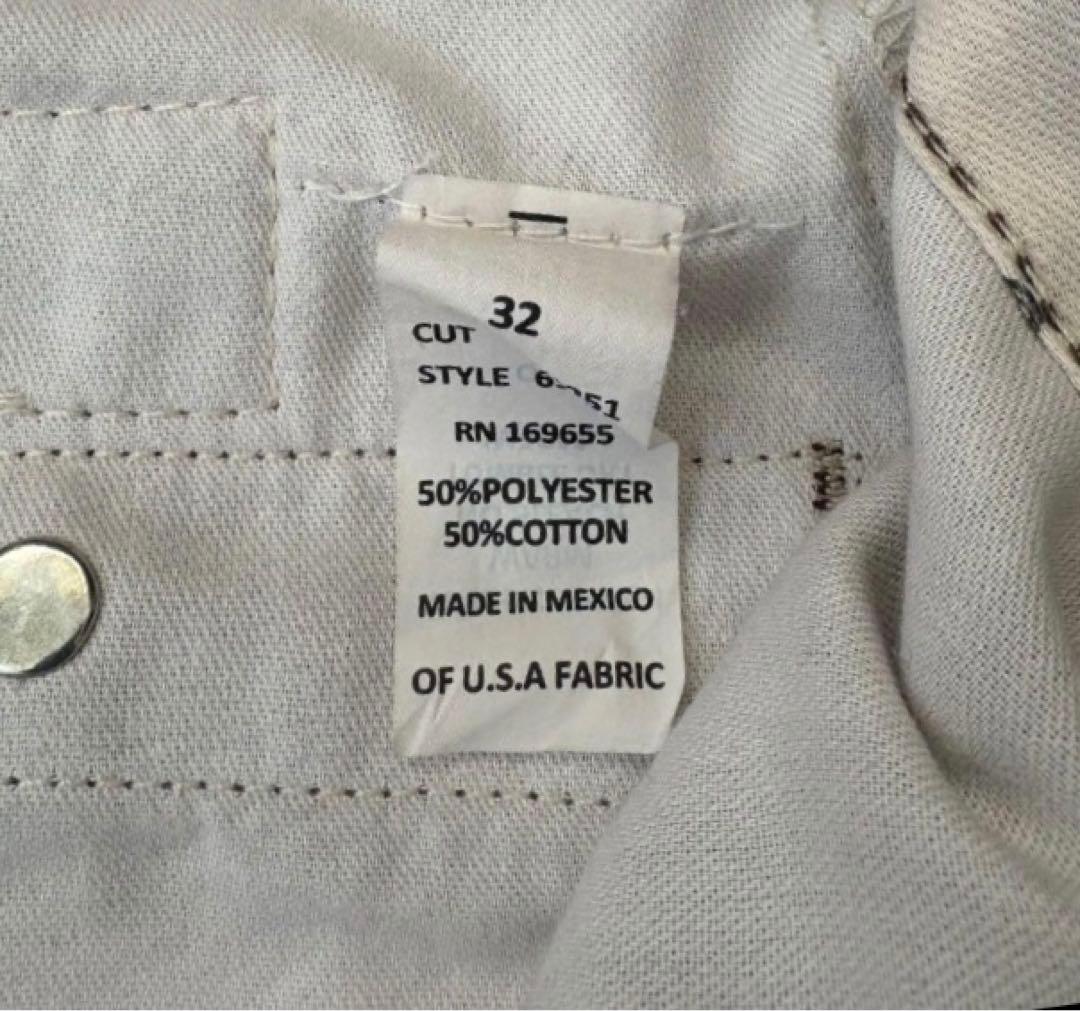 CUT 32
STYLE
RN 169655
50%POLYESTER
50%COTTON
MADE IN MEXICO
OF U.S.A FABRIC